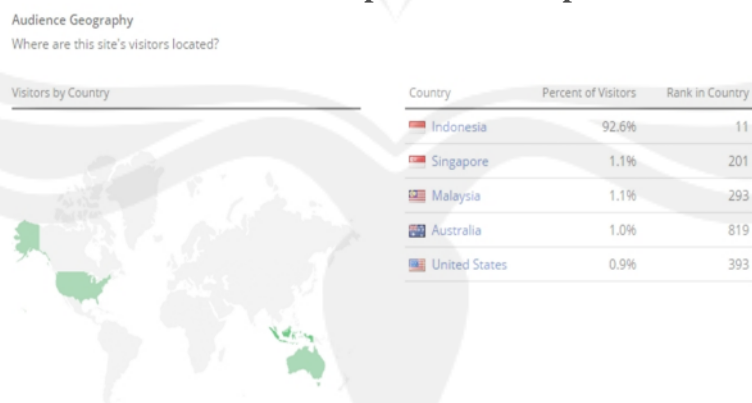 Audience Geography
Where are this site's visitors located?
Visitors by Country
Country Percent of Visitors Rank in Country
Indonesia 92.6% 11
Singapore 1.1% 201
Malaysia 1.1% 293
Australia 1.0% 819
United States 0.9% 393